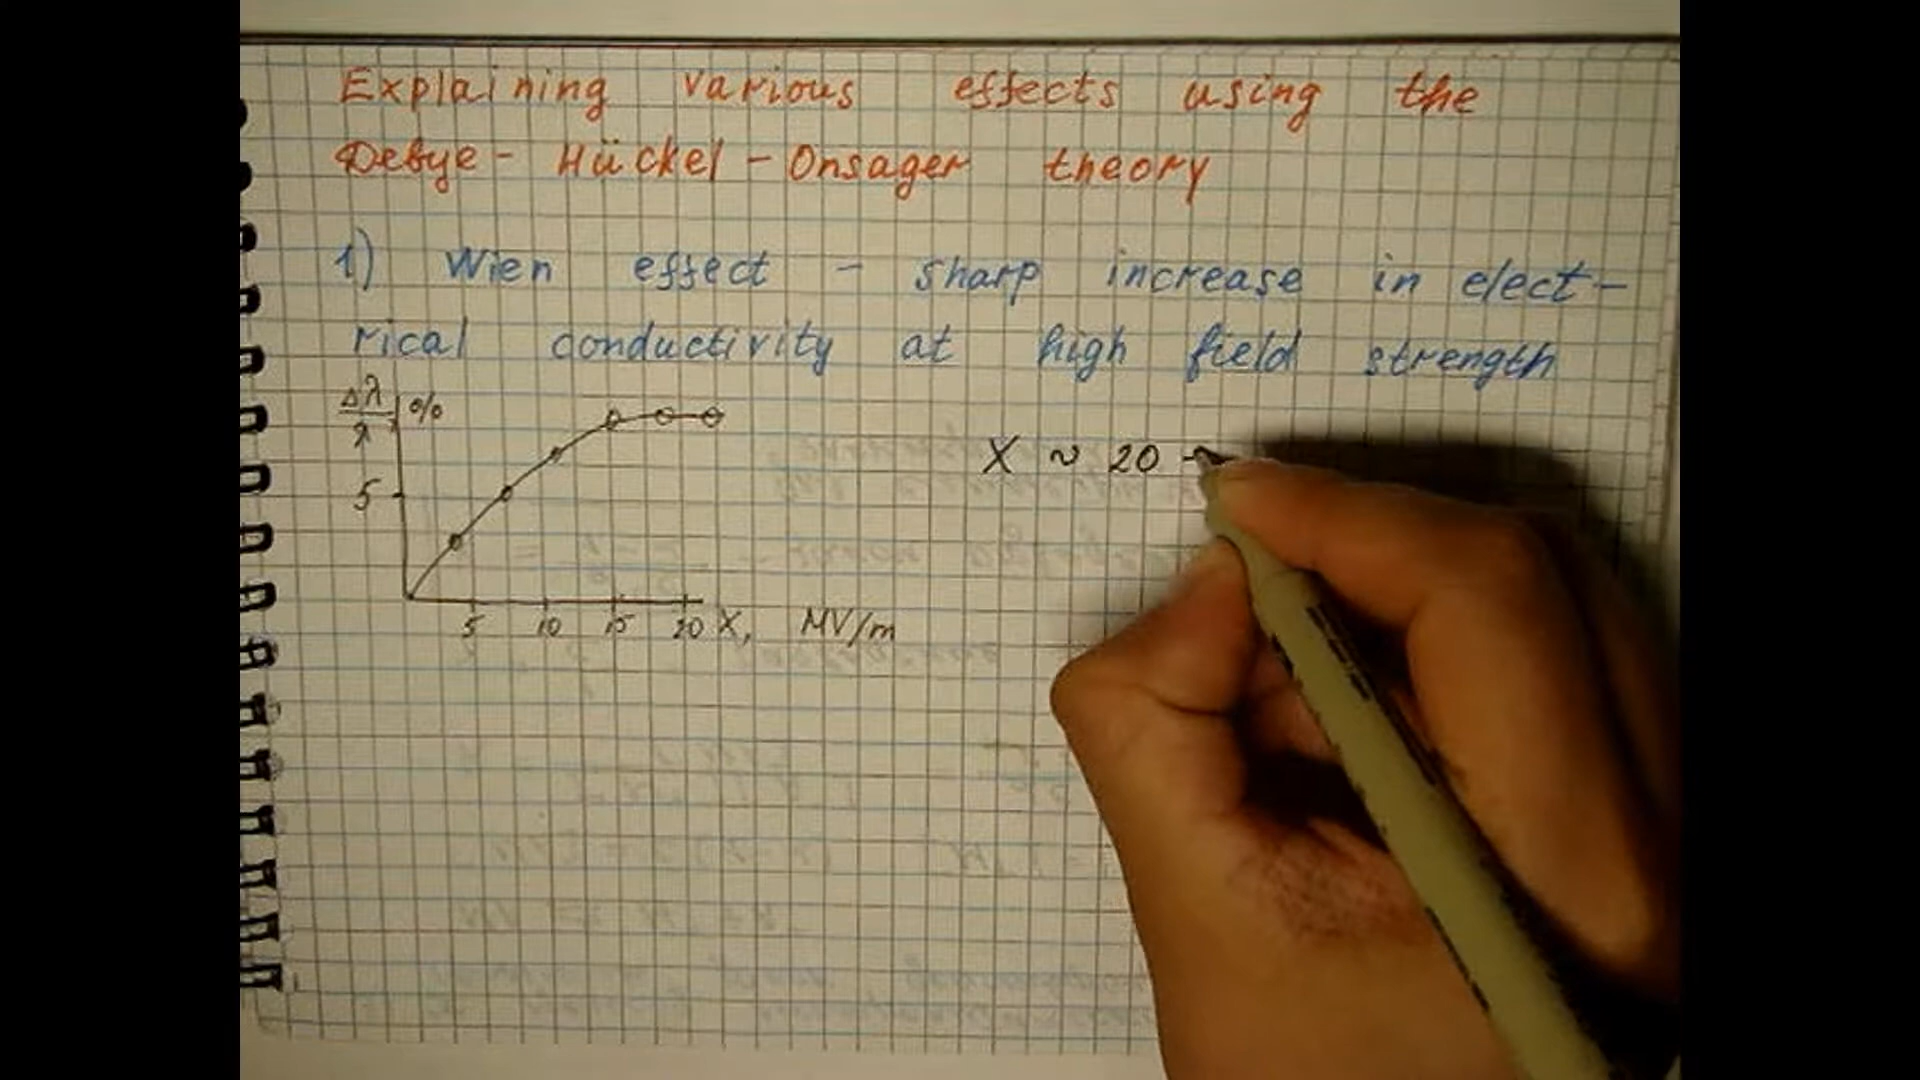 Explaining various effects using the
Debye - Hückel - Onsager theory
1) Wien effect - sharp increase in elect-
rical conductivity at high field strength
Δλ/λ, %
X ~ 20
5
5 10 15 20 X, MV/m